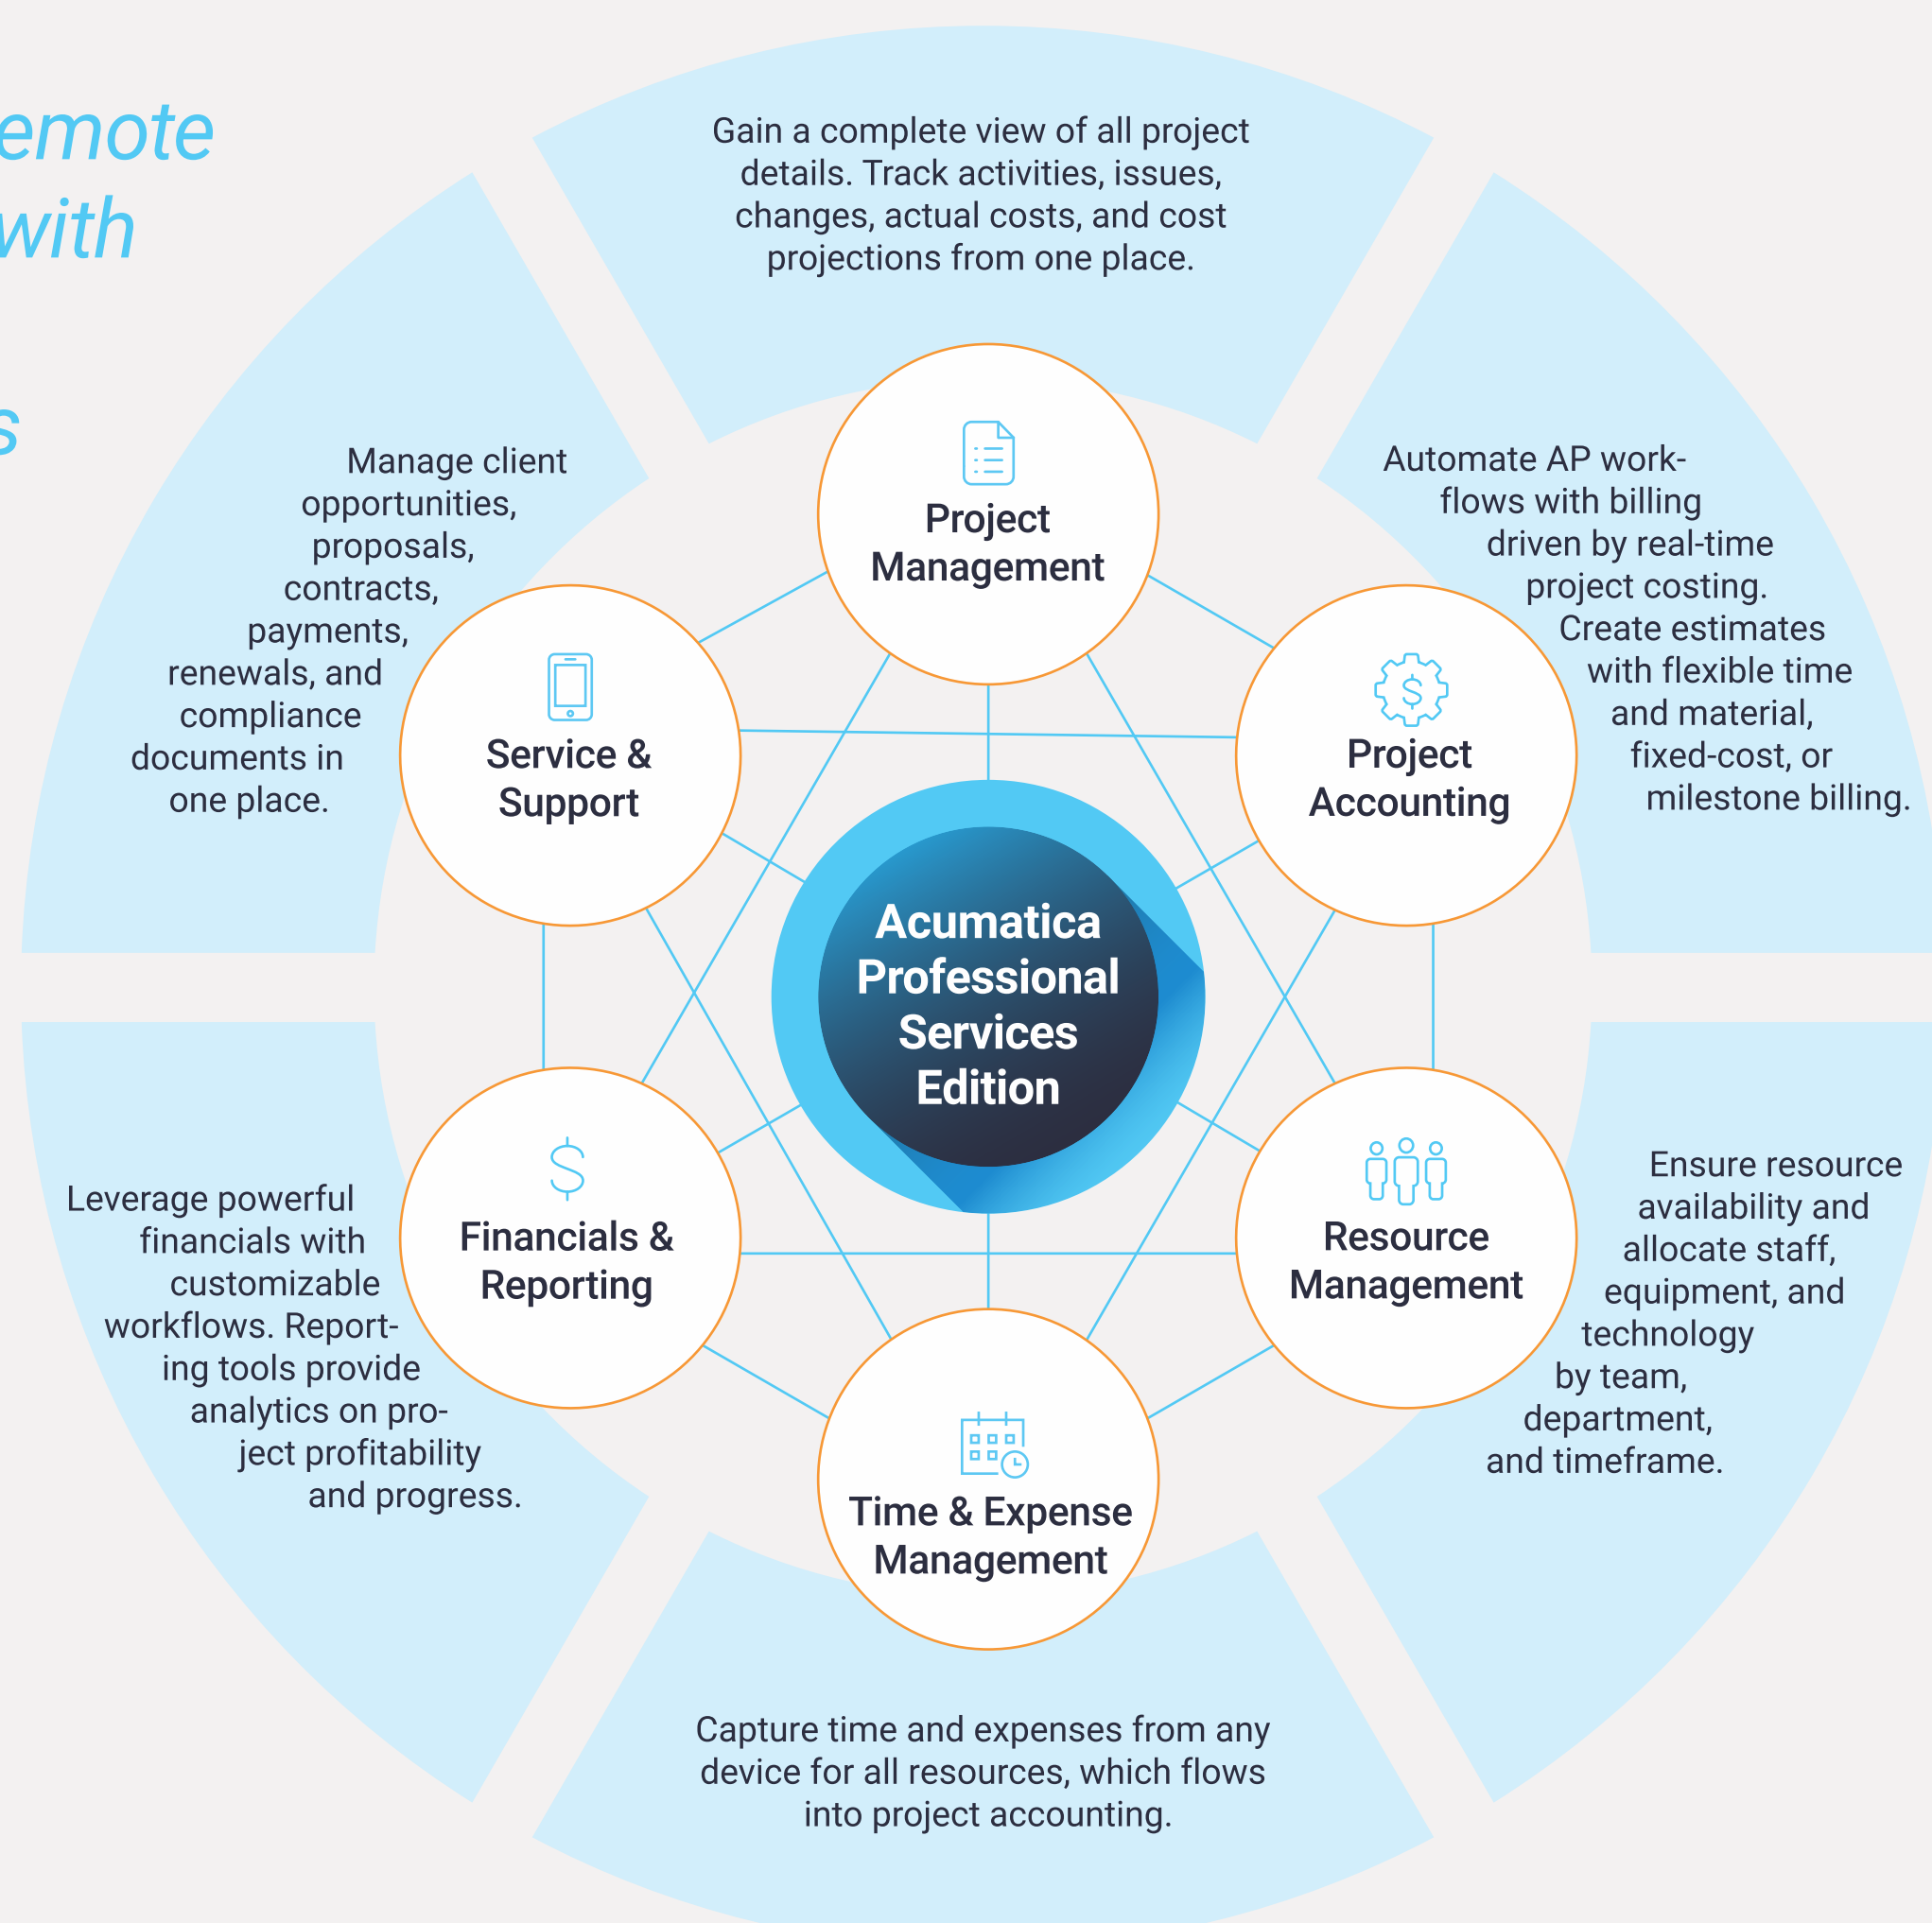 emote
with
s
Gain a complete view of all project
details. Track activities, issues,
changes, actual costs, and cost
projections from one place.
Project
Management
Automate AP work-
flows with billing
driven by real-time
project costing.
Create estimates
with flexible time
and material,
fixed-cost, or
milestone billing.
Project
Accounting
Manage client
opportunities,
proposals,
contracts,
payments,
renewals, and
compliance
documents in
one place.
Service &
Support
Acumatica
Professional
Services
Edition
Leverage powerful
financials with
customizable
workflows. Report-
ing tools provide
analytics on pro-
ject profitability
and progress.
Financials &
Reporting
Resource
Management
Ensure resource
availability and
allocate staff,
equipment, and
technology
by team,
department,
and timeframe.
Time & Expense
Management
Capture time and expenses from any
device for all resources, which flows
into project accounting.